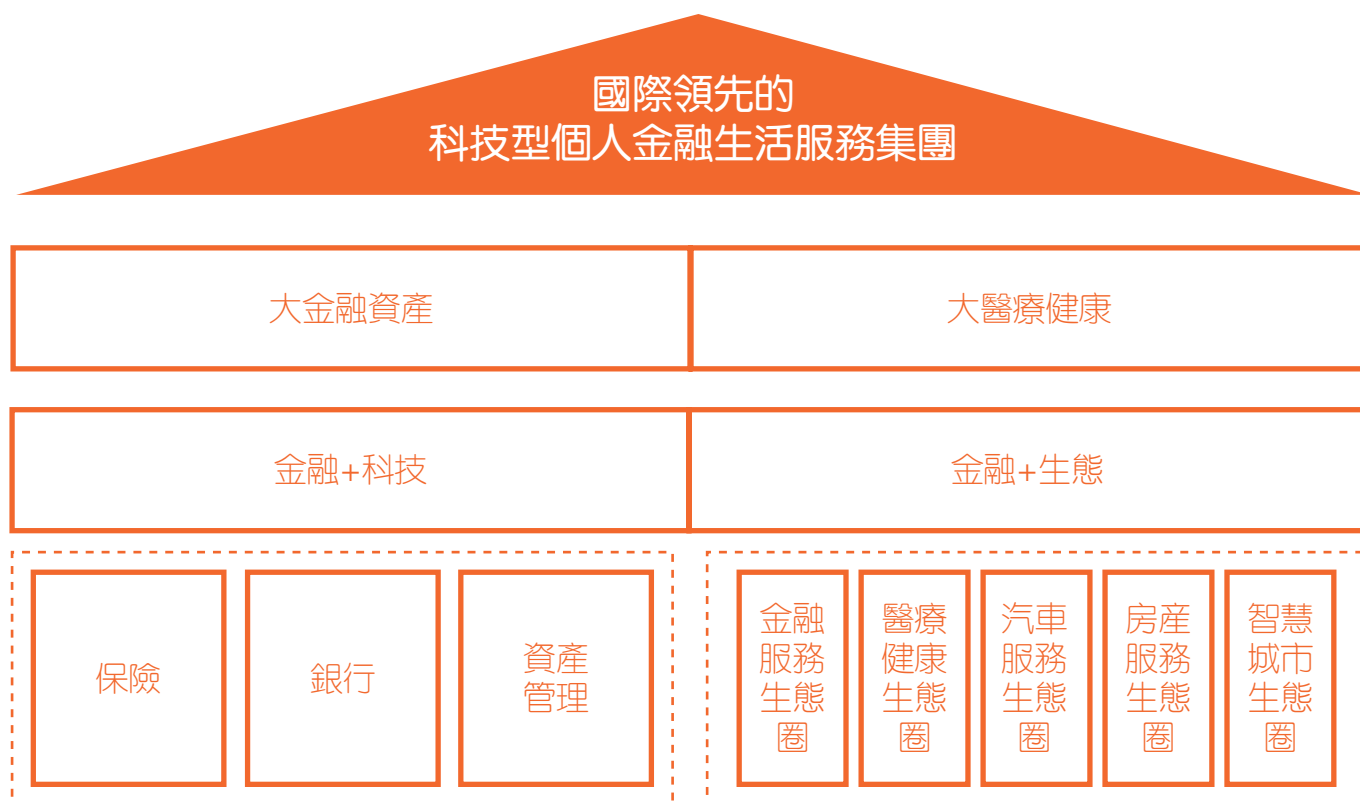 國際領先的
科技型個人金融生活服務集團
大金融資產
大醫療健康
金融+科技
金融+生態
保險
銀行
資產
管理
金融
服務
生態
圈
醫療
健康
生態
圈
汽車
服務
生態
圈
房産
服務
生態
圈
智慧
城市
生態
圈